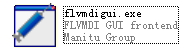 flvmdigui.exe
FLVMDI GUI frontend
Manitu Group